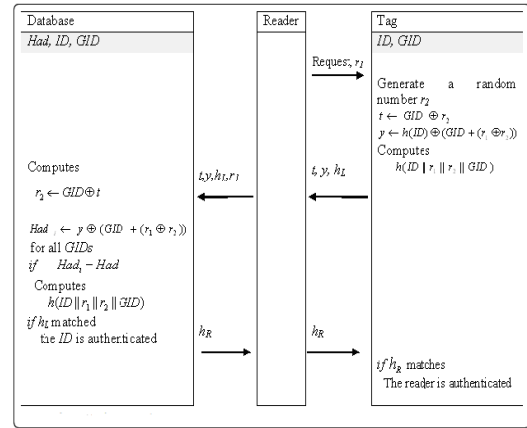 Database
Reader
Tag
Had, ID, GID
ID, GID
Request, r1
Generate a random
number r2
t ← GID ⊕ r2
y ← h(ID) ⊕ (GID + (r1 ⊕ r2))
Computes
h(ID || r1 || r2 || GID)
t, y, hL, r1
t, y, hL
Computes
r2 ← GID ⊕ t
Hadi ← y ⊕ (GID + (r1 ⊕ r2))
for all GIDs
if Hadi = Had
Computes
h(ID || r1 || r2 || GID)
if hL matched
the ID is authenticated
hR
hR
if hR matches
The reader is authenticated